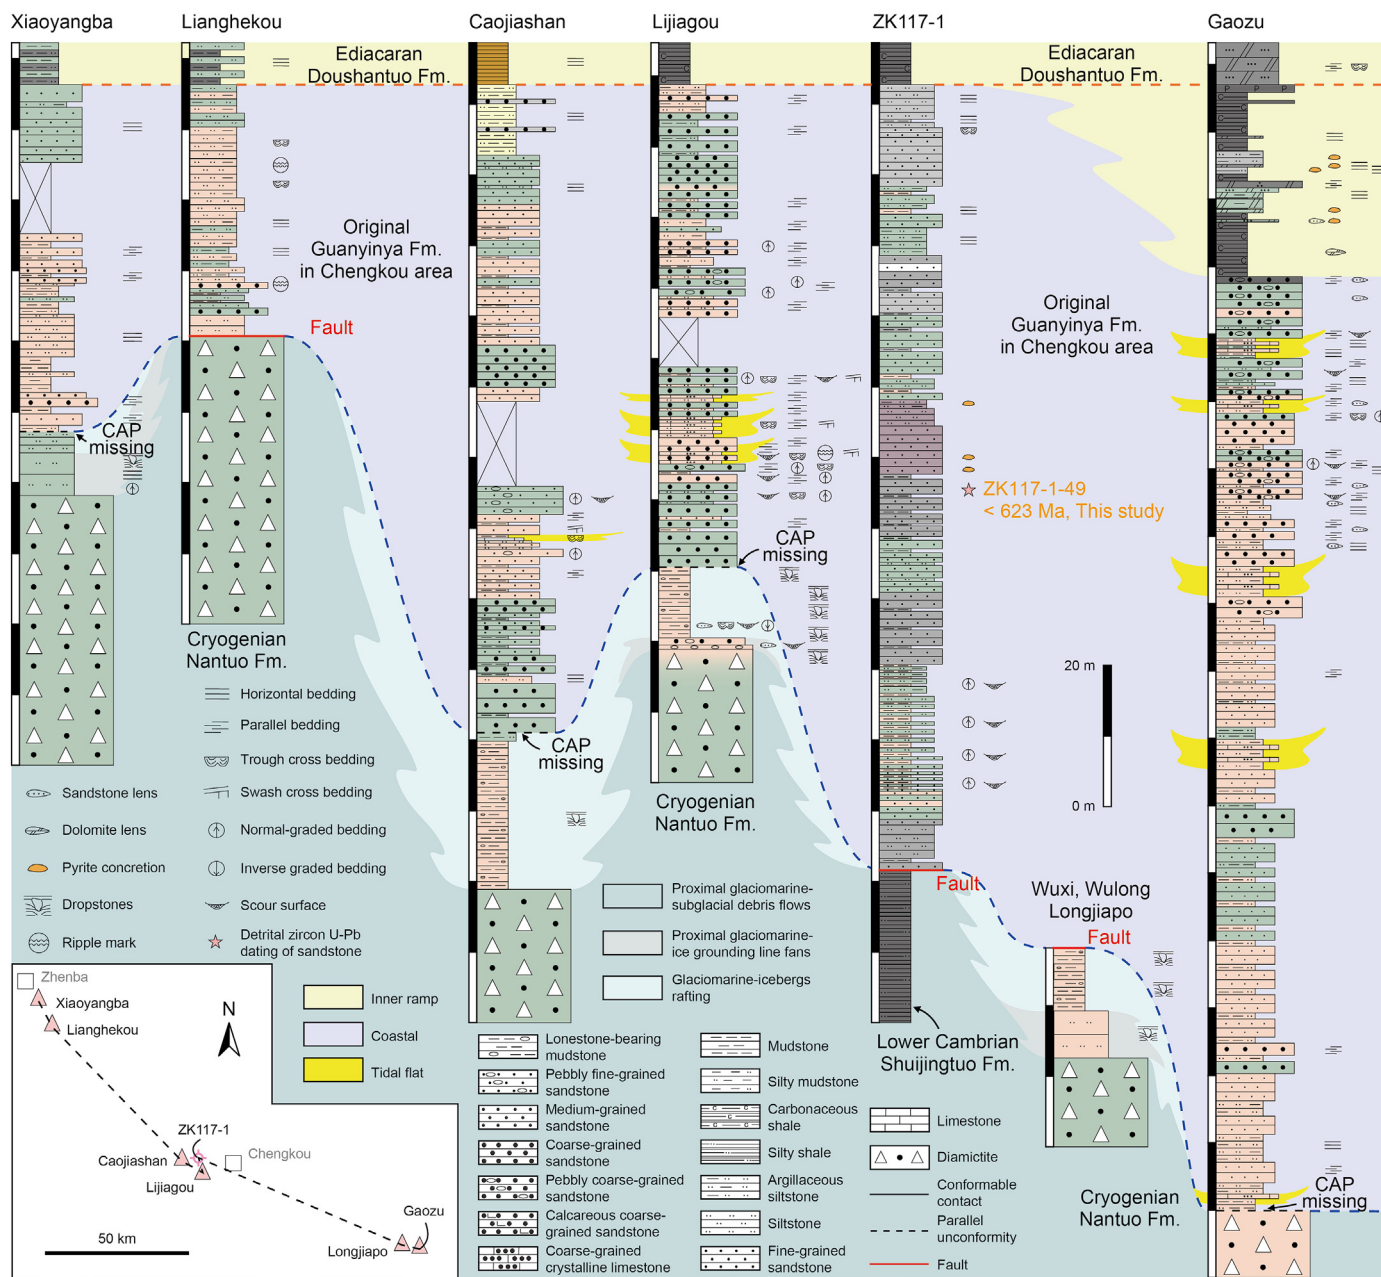 Xiaoyangba
Lianghekou
Caojiashan
Lijiagou
ZK117-1
Gaozu
Ediacaran
Doushantuo Fm.
Ediacaran
Doushantuo Fm.
Original
Guanyinya Fm.
in Chengkou area
Original
Guanyinya Fm.
in Chengkou area
Fault
CAP
missing
ZK117-1-49
< 623 Ma, This study
CAP
missing
Cryogenian
Nantuo Fm.
CAP
missing
Cryogenian
Nantuo Fm.
20 m
0 m
Fault
Wuxi, Wulong
Longjiapo
Fault
Lower Cambrian
Shuijingtuo Fm.
Cryogenian
Nantuo Fm.
CAP
missing
Horizontal bedding
Parallel bedding
Trough cross bedding
Swash cross bedding
Normal-graded bedding
Inverse graded bedding
Scour surface
Detrital zircon U-Pb
dating of sandstone
Sandstone lens
Dolomite lens
Pyrite concretion
Dropstones
Ripple mark
Proximal glaciomarine-
subglacial debris flows
Proximal glaciomarine-
ice grounding line fans
Glaciomarine-icebergs
rafting
Inner ramp
Coastal
Tidal flat
Lonestone-bearing
mudstone
Pebbly fine-grained
sandstone
Medium-grained
sandstone
Coarse-grained
sandstone
Pebbly coarse-grained
sandstone
Calcareous coarse-
grained sandstone
Coarse-grained
crystalline limestone
Mudstone
Silty mudstone
Carbonaceous
shale
Silty shale
Argillaceous
siltstone
Siltstone
Fine-grained
sandstone
Limestone
Diamictite
Conformable
contact
Parallel
unconformity
Fault
Zhenba
Xiaoyangba
Lianghekou
N
ZK117-1
Caojiashan
Chengkou
Lijiagou
Gaozu
Longjiapo
50 km